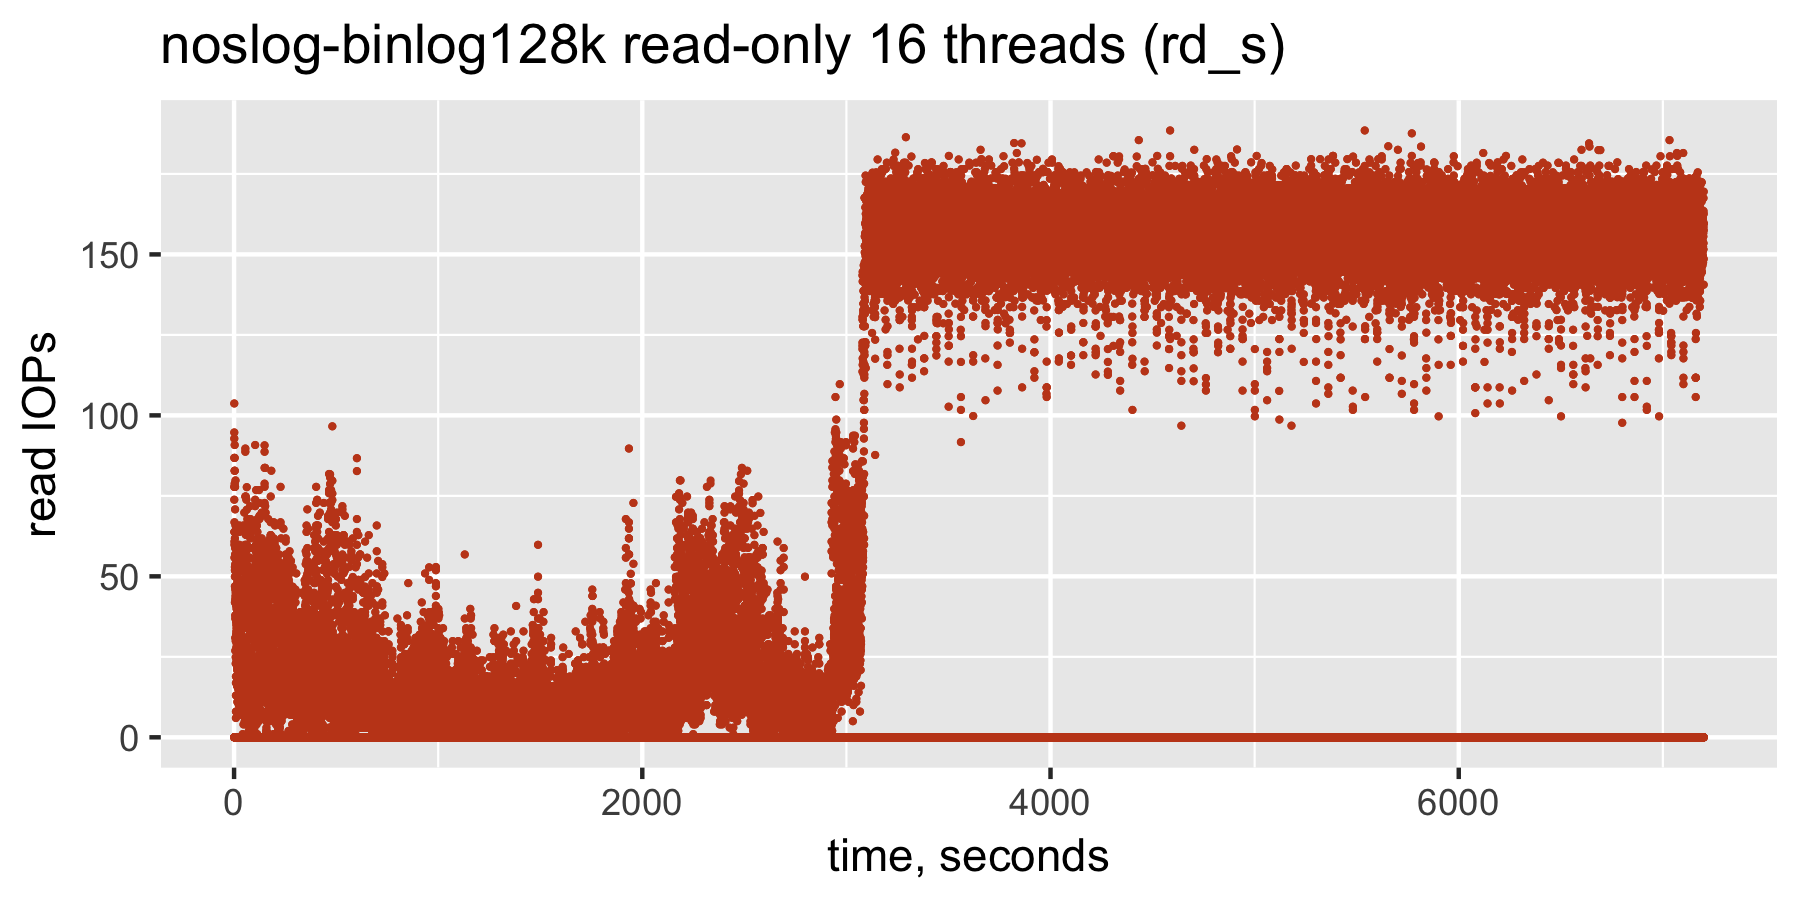 noslog-binlog128k read-only 16 threads (rd_s)
read IOPs
150
100
50
0
0 2000 4000 6000
time, seconds